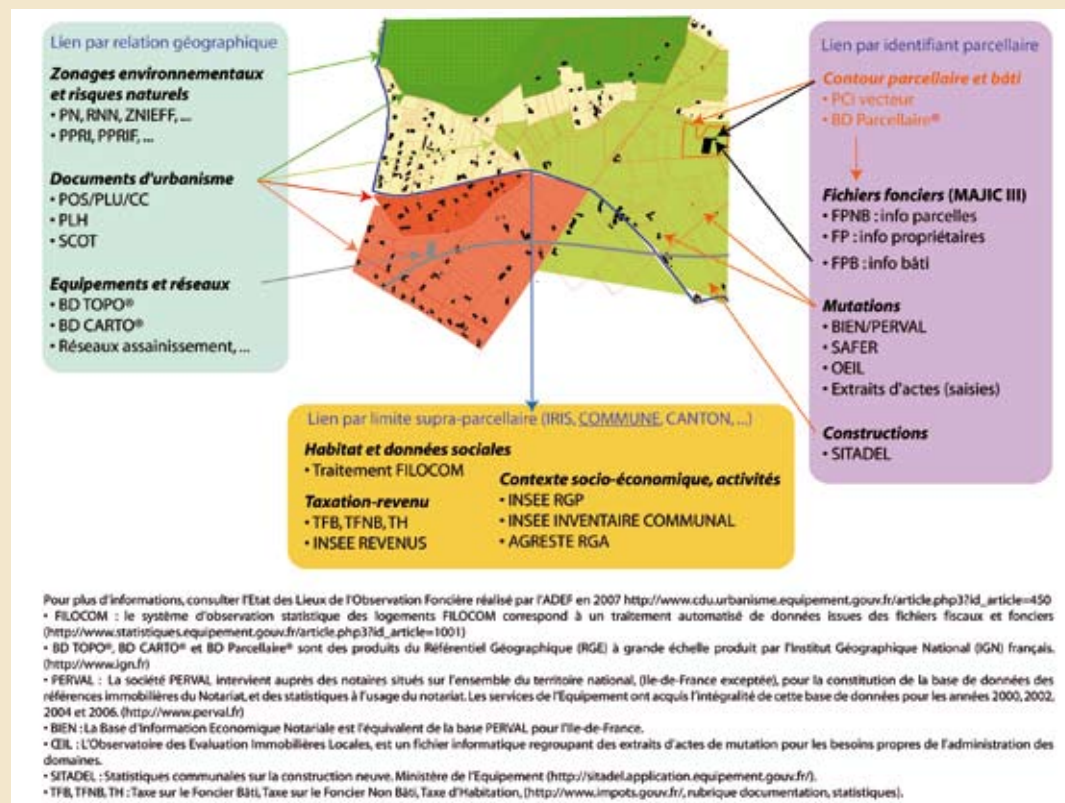 Lien par relation géographique
Zonages environnementaux
et risques naturels
• PN, RNN, ZNIEFF, ...
• PPRI, PPRIF, ...
Documents d'urbanisme
• POS/PLU/CC
• PLH
• SCOT
Equipements et réseaux
• BD TOPO®
• BD CARTO®
• Réseaux assainissement, ...
Lien par identifiant parcellaire
Contour parcellaire et bâti
• PCi vecteur
• BD Parcellaire®
Fichiers fonciers (MAJIC III)
• FPNB : info parcelles
• FP : info propriétaires
• FPB : info bâti
Mutations
• BIEN/PERVAL
• SAFER
• OEIL
• Extraits d'actes (saisies)
Constructions
• SITADEL
Lien par limite supra-parcellaire (IRIS, COMMUNE, CANTON, ...)
Habitat et données sociales
• Traitement FILOCOM
Taxation-revenu
• TFB, TFNB, TH
• INSEE REVENUS
Contexte socio-économique, activités
• INSEE RGP
• INSEE INVENTAIRE COMMUNAL
• AGRESTE RGA
Pour plus d'informations, consulter l'Etat des Lieux de l'Observation Foncière réalisé par l'ADEF en 2007 http://www.cdu.urbanisme.equipement.gouv.fr/article.php3?id_article=450
• FILOCOM : le système d'observation statistique des logements FILOCOM correspond à un traitement automatisé de données issues des fichiers fiscaux et fonciers
(http://www.statistiques.equipement.gouv.fr/article.php3?id_article=1001)
• BD TOPO®, BD CARTO® et BD Parcellaire® sont des produits du Référentiel Géographique (RGE) à grande échelle produit par l'Institut Géographique National (IGN) français.
(http://www.ign.fr)
• PERVAL : La société PERVAL intervient auprès des notaires situés sur l'ensemble du territoire national, (Ile-de-France exceptée), pour la constitution de la base de données des
références immobilières du Notariat, et des statistiques à l'usage du notariat. Les services de l'Equipement ont acquis l'intégralité de cette base de données pour les années 2000, 2002,
2004 et 2006. (http://www.perval.fr)
• BIEN : La Base d'Information Economique Notariale est l'équivalent de la base PERVAL pour l'Ile-de-France.
• ŒIL : L'Observatoire des Evaluation Immobilières Locales, est un fichier informatique regroupant des extraits d'actes de mutation pour les besoins propres de l'administration des
domaines.
• SITADEL : Statistiques communales sur la construction neuve. Ministère de l'Equipement (http://sitadel.application.equipement.gouv.fr/).
• TFB, TFNB, TH : Taxe sur le Foncier Bâti, Taxe sur le Foncier Non Bâti, Taxe d'Habitation, (http://www.impots.gouv.fr/, rubrique documentation, statistiques).